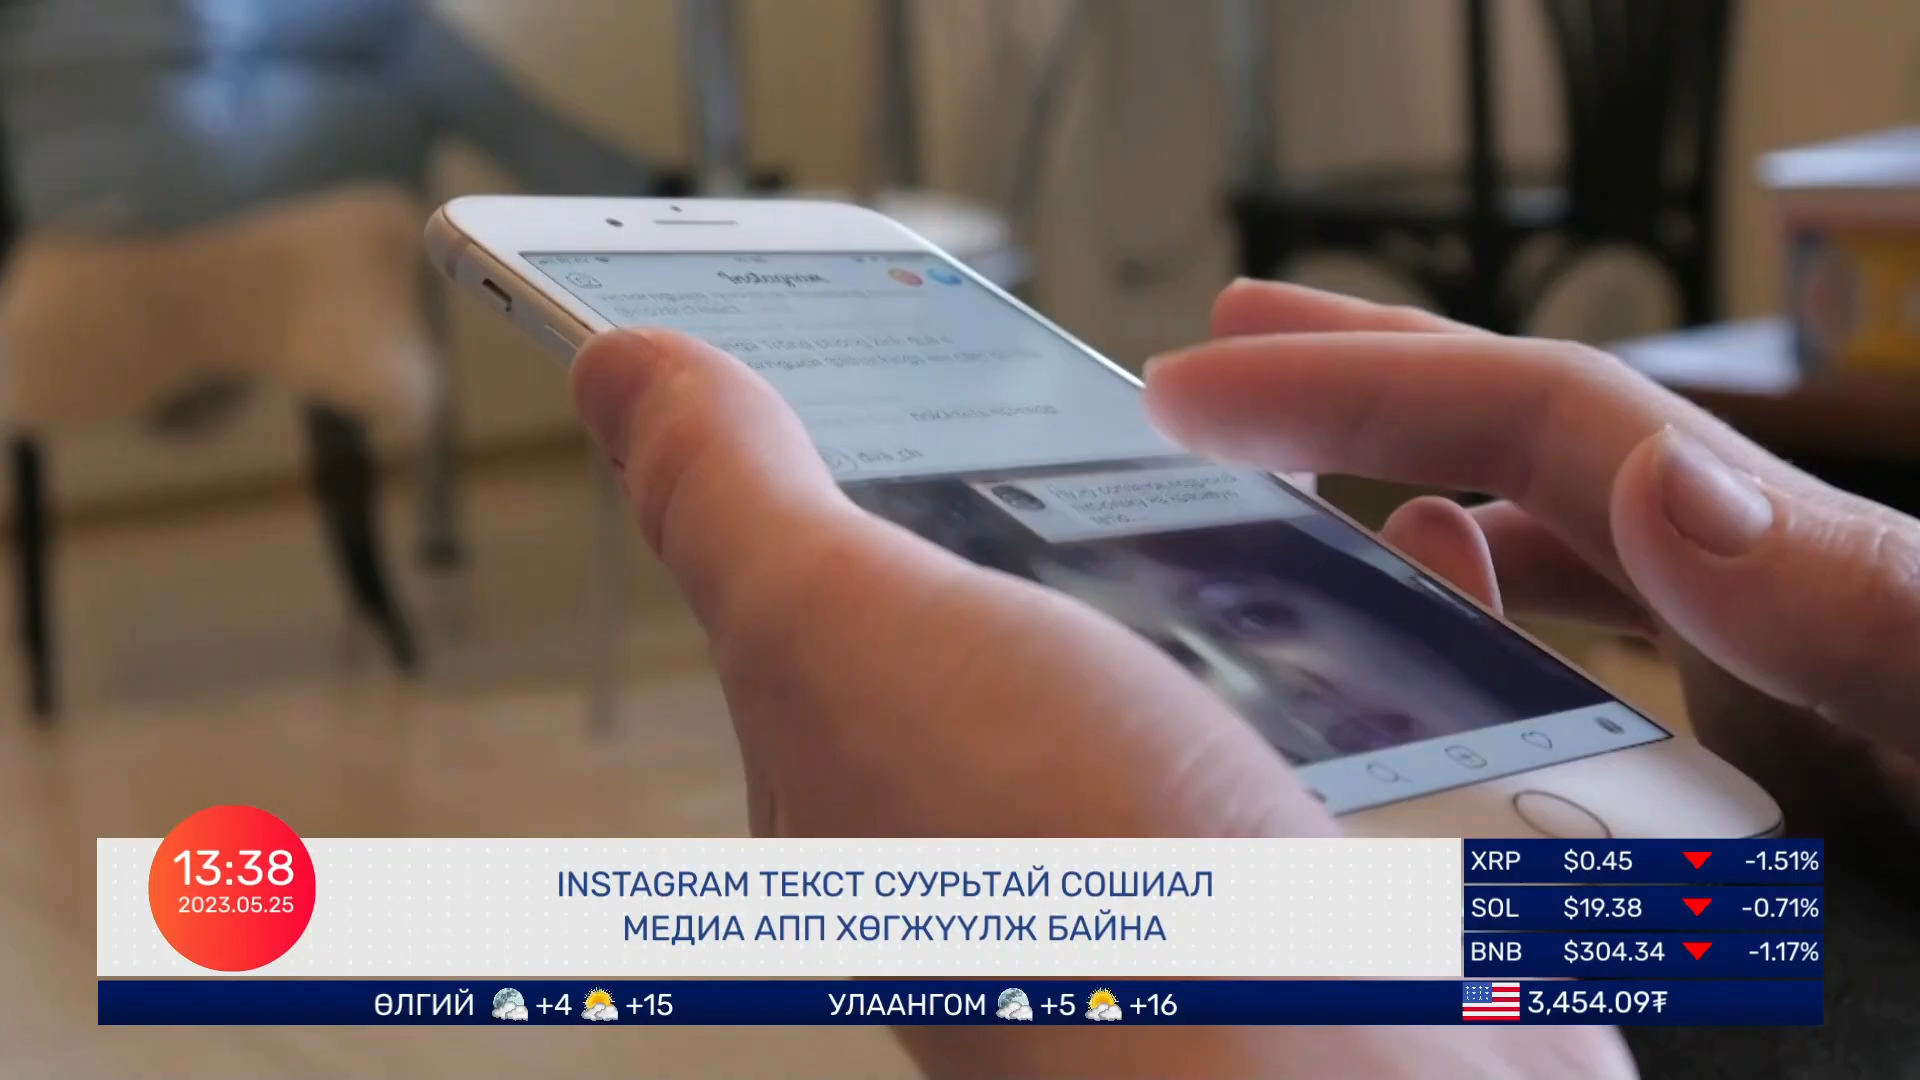 Instagram
13:38
2023.05.25
INSTAGRAM ТЕКСТ СУУРЬТАЙ СОШИАЛ
МЕДИА АПП ХӨГЖҮҮЛЖ БАЙНА
XRP $0.45 -1.51%
SOL $19.38 -0.71%
BNB $304.34 -1.17%
ӨЛГИЙ +4 +15 УЛААНГОМ +5 +16
3,454.09₮